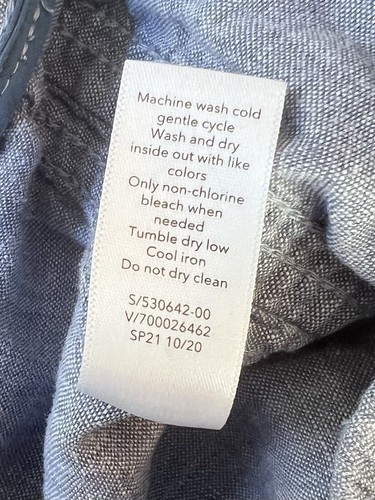 Machine wash cold
gentle cycle
Wash and dry
inside out with like
colors
Only non-chlorine
bleach when
needed
Tumble dry low
Cool iron
Do not dry clean
S/530642-00
V/700026462
SP21 10/20